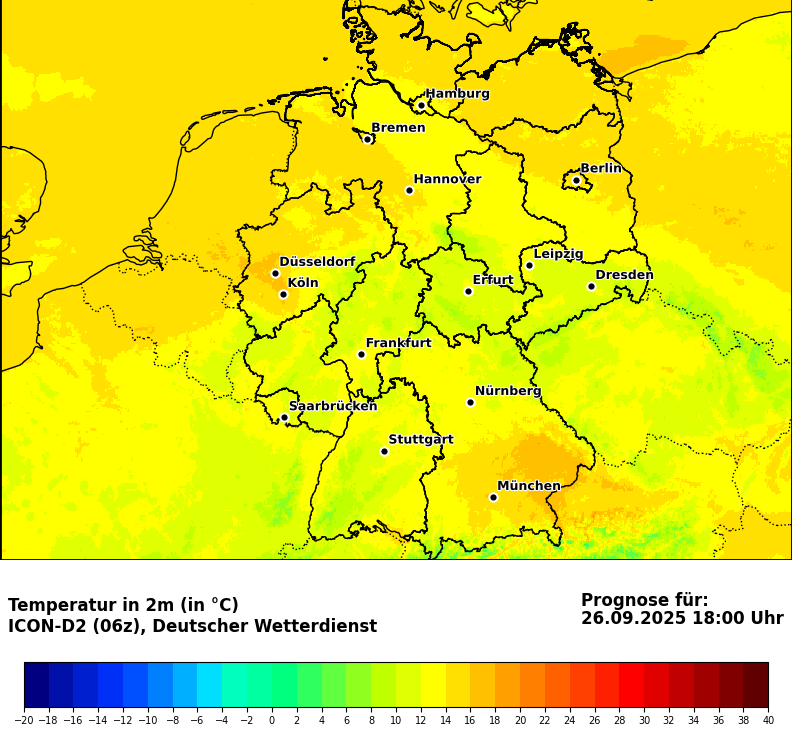 Hamburg
Bremen
Berlin
Hannover
Leipzig
Düsseldorf
Dresden
Köln
Erfurt
Frankfurt
Nürnberg
Saarbrücken
Stuttgart
München
Temperatur in 2m (in °C)
ICON-D2 (06z), Deutscher Wetterdienst
Prognose für:
26.09.2025 18:00 Uhr
−20 −18 −16 −14 −12 −10 −8 −6 −4 −2 0 2 4 6 8 10 12 14 16 18 20 22 24 26 28 30 32 34 36 38 40